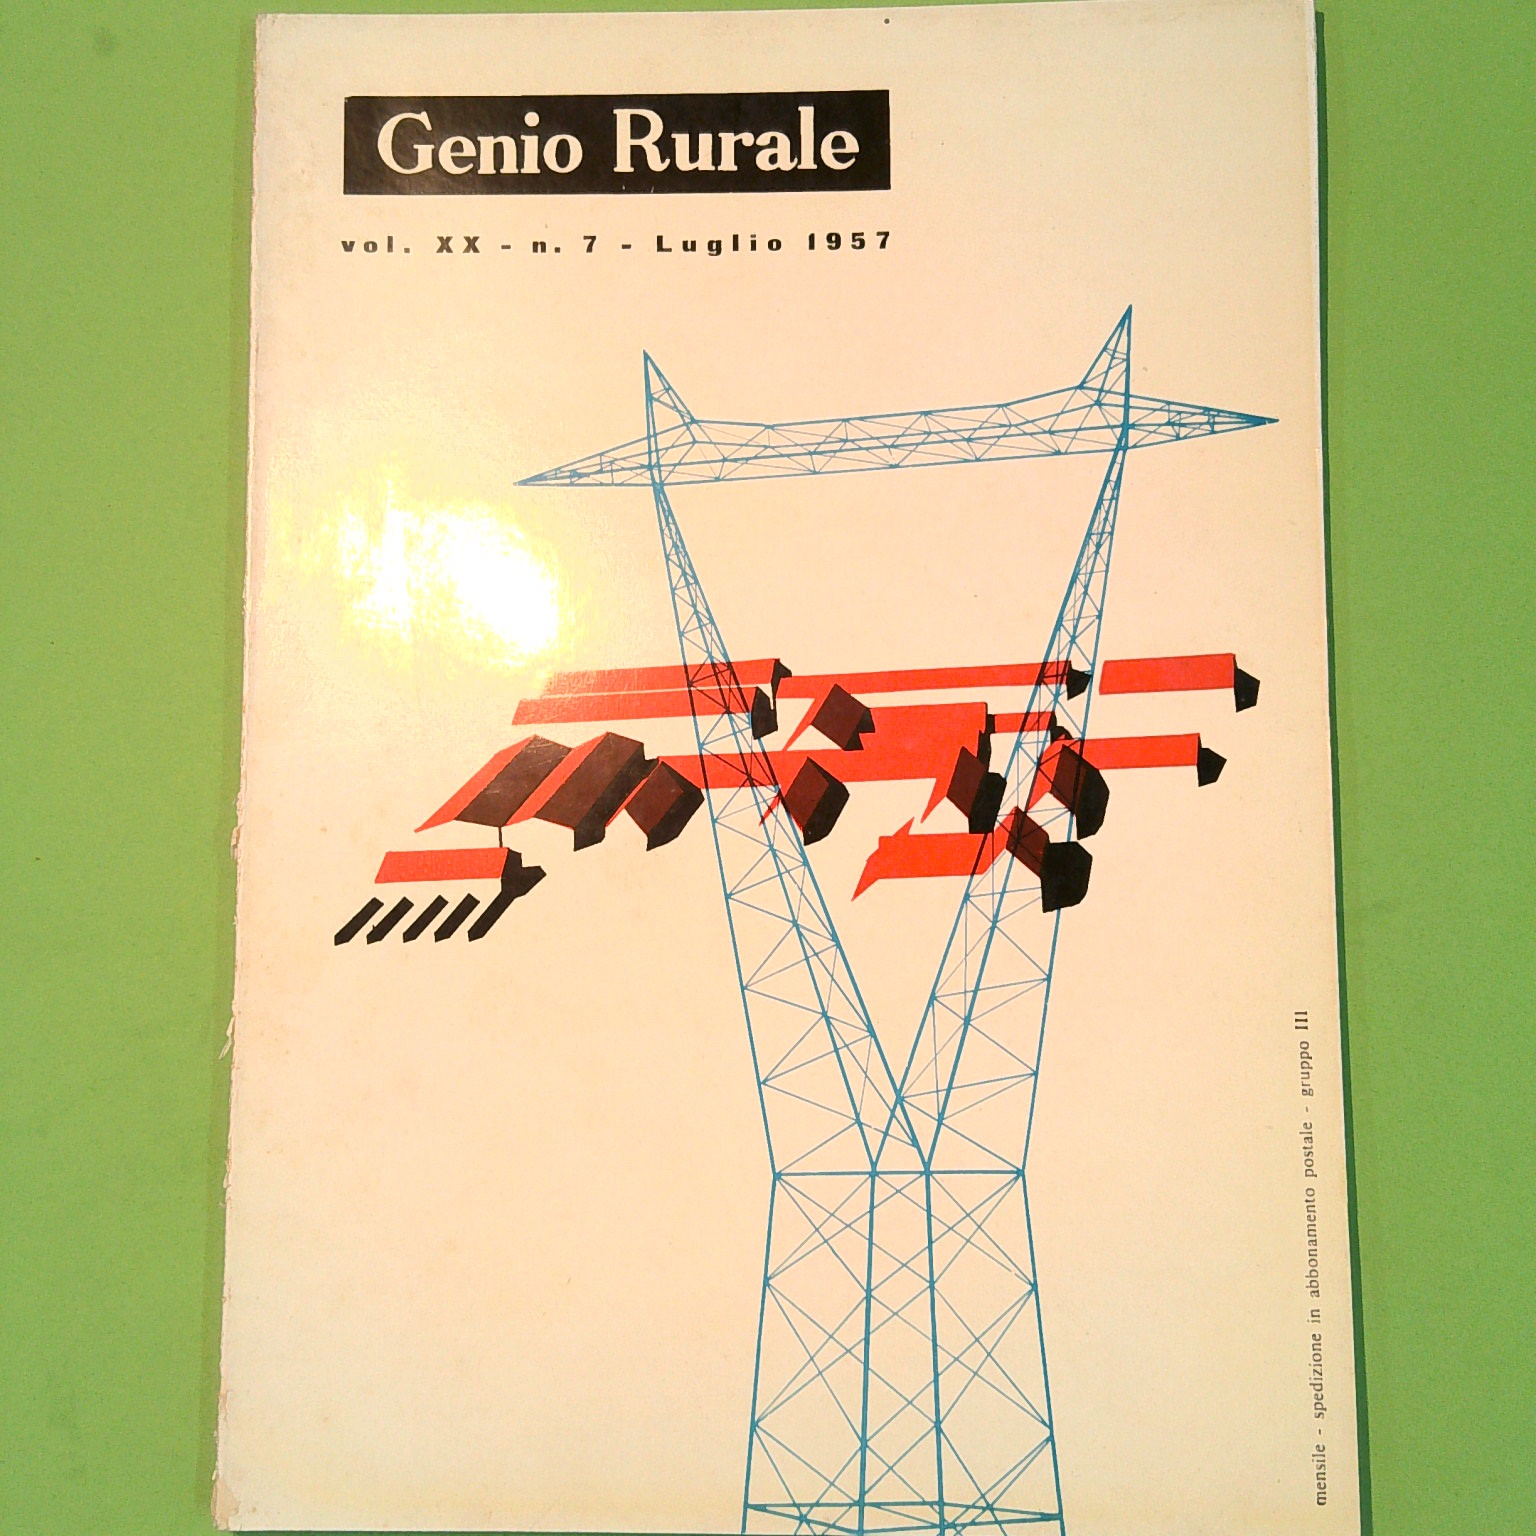 Genio Rurale
vol. XX - n. 7 - Luglio 1957
mensile - spedizione in abbonamento postale - gruppo III